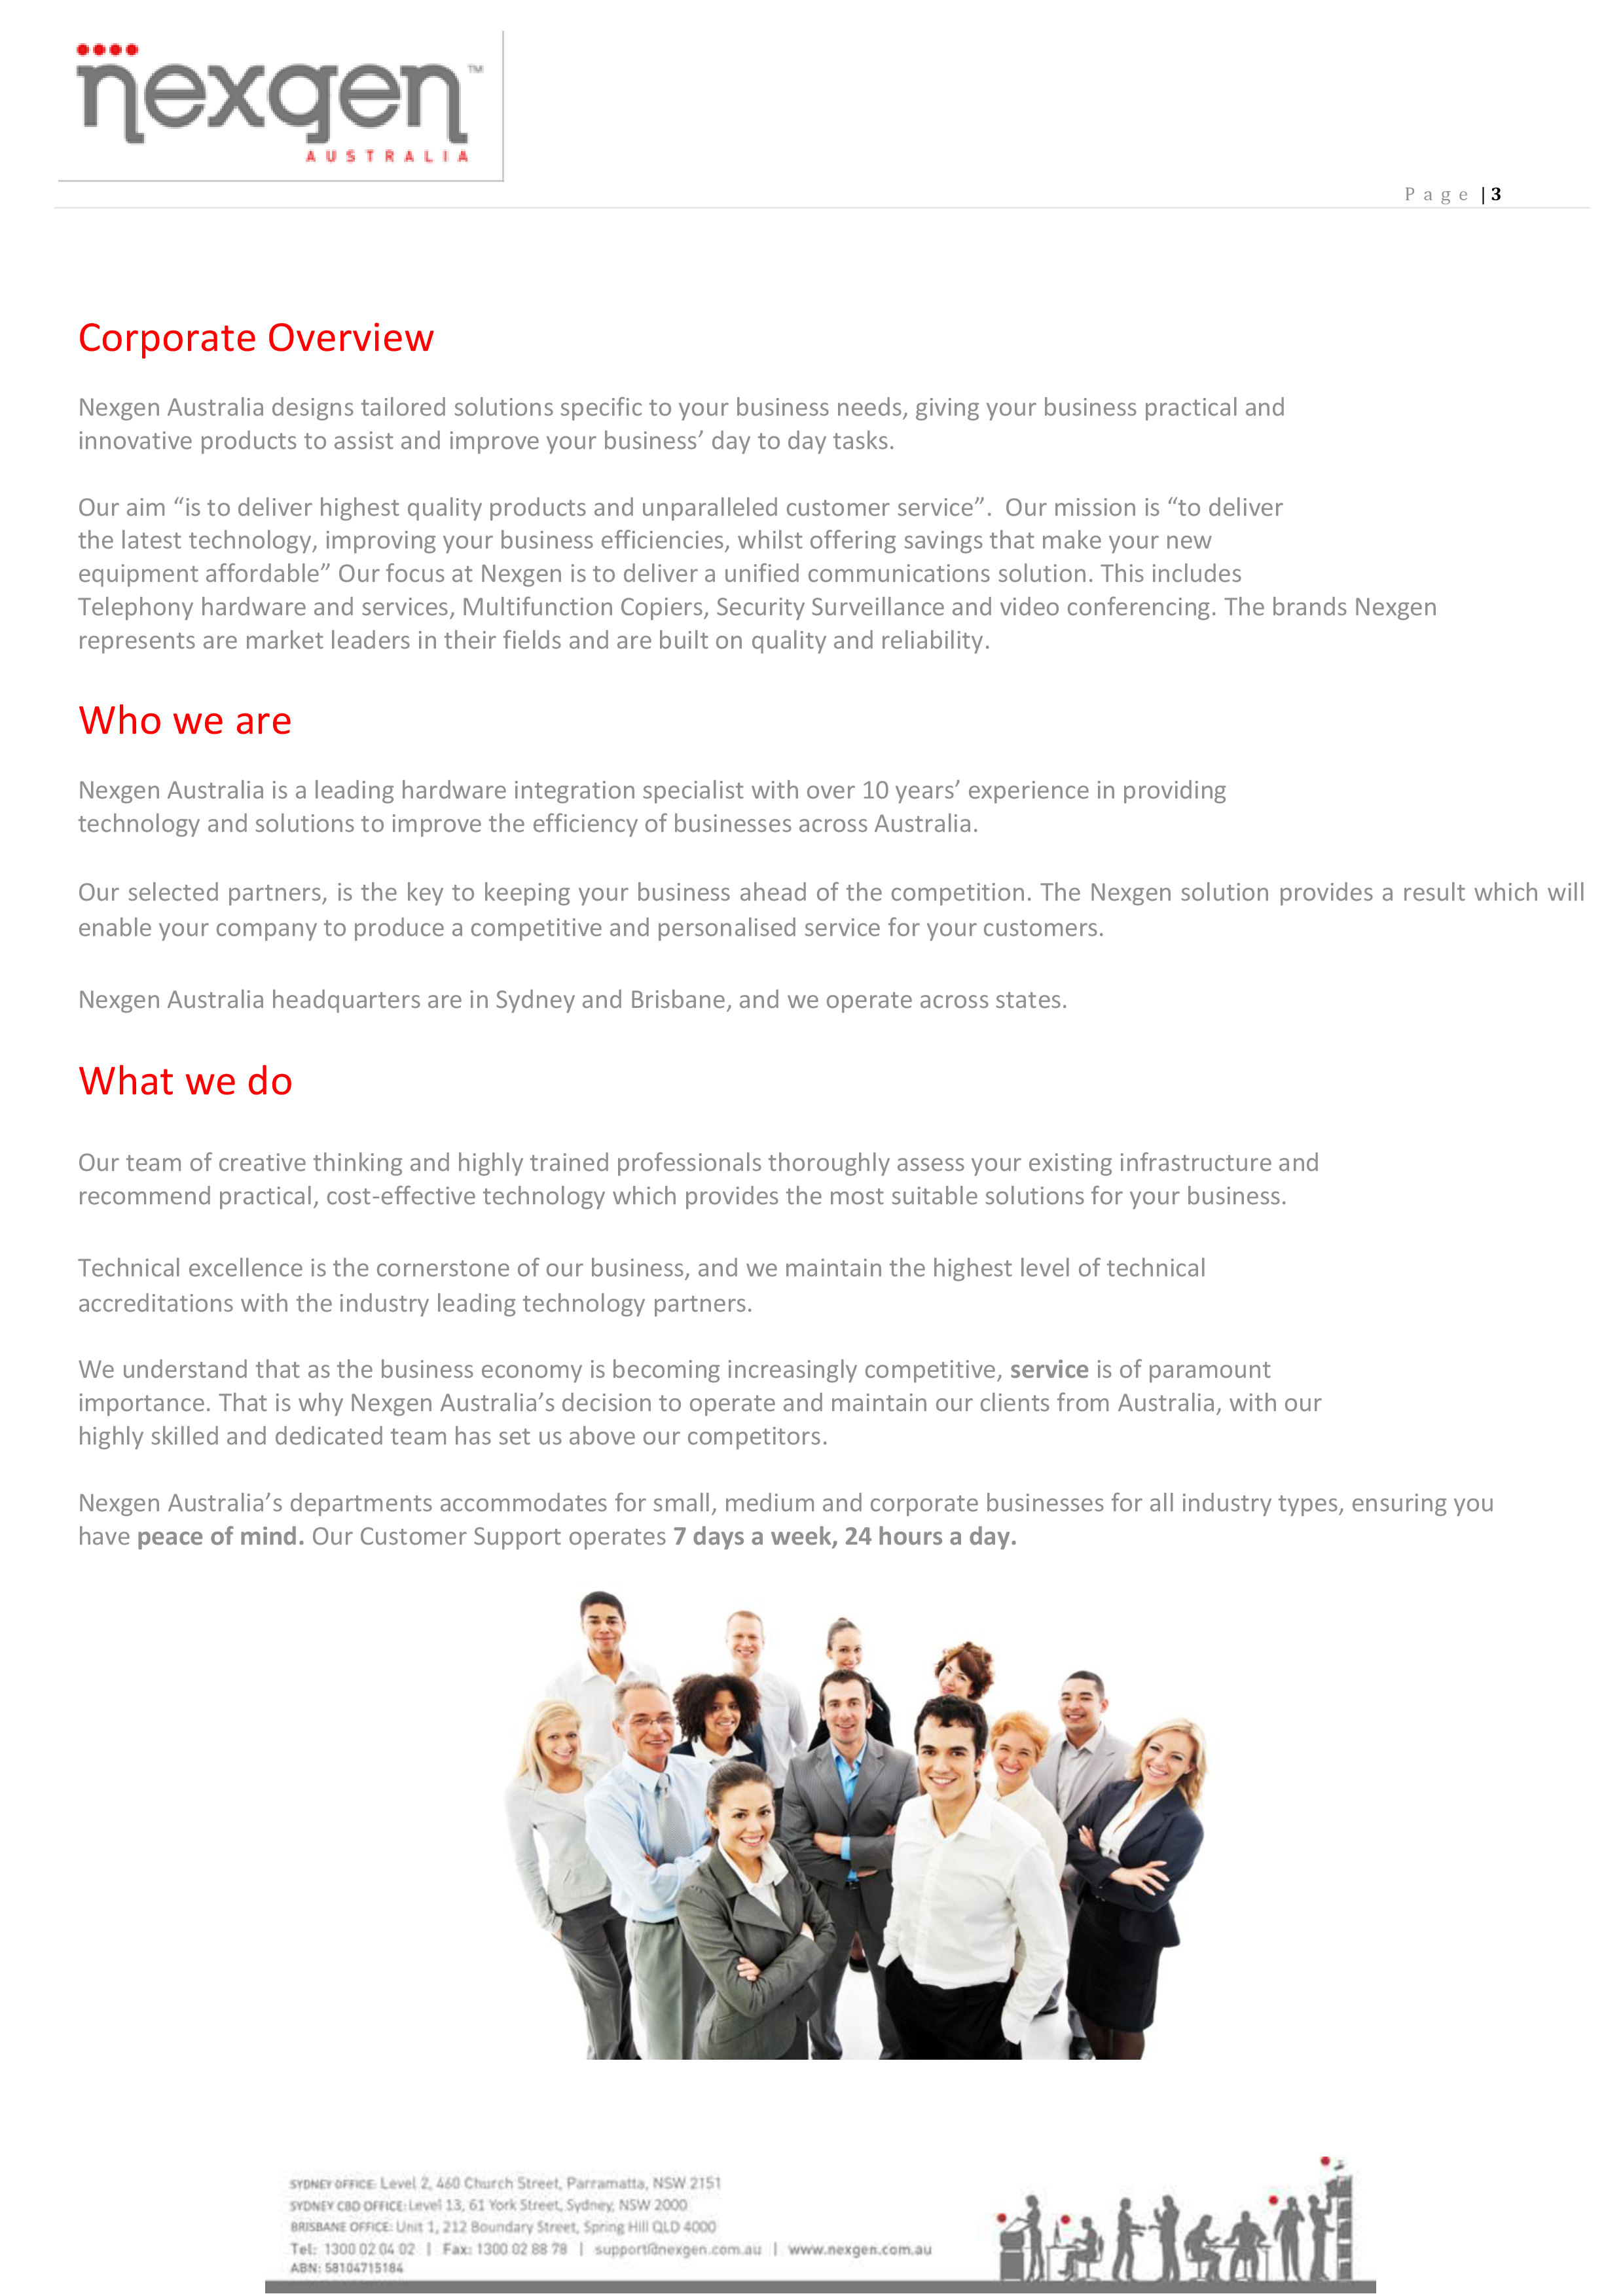 nexgen™
AUSTRALIA
Page | 3
Corporate Overview
Nexgen Australia designs tailored solutions specific to your business needs, giving your business practical and
innovative products to assist and improve your business’ day to day tasks.
Our aim “is to deliver highest quality products and unparalleled customer service”.  Our mission is “to deliver
the latest technology, improving your business efficiencies, whilst offering savings that make your new
equipment affordable” Our focus at Nexgen is to deliver a unified communications solution. This includes
Telephony hardware and services, Multifunction Copiers, Security Surveillance and video conferencing. The brands Nexgen
represents are market leaders in their fields and are built on quality and reliability.
Who we are
Nexgen Australia is a leading hardware integration specialist with over 10 years’ experience in providing
technology and solutions to improve the efficiency of businesses across Australia.
Our selected partners, is the key to keeping your business ahead of the competition. The Nexgen solution provides a result which will
enable your company to produce a competitive and personalised service for your customers.
Nexgen Australia headquarters are in Sydney and Brisbane, and we operate across states.
What we do
Our team of creative thinking and highly trained professionals thoroughly assess your existing infrastructure and
recommend practical, cost-effective technology which provides the most suitable solutions for your business.
Technical excellence is the cornerstone of our business, and we maintain the highest level of technical
accreditations with the industry leading technology partners.
We understand that as the business economy is becoming increasingly competitive, service is of paramount
importance. That is why Nexgen Australia’s decision to operate and maintain our clients from Australia, with our
highly skilled and dedicated team has set us above our competitors.
Nexgen Australia’s departments accommodates for small, medium and corporate businesses for all industry types, ensuring you
have peace of mind. Our Customer Support operates 7 days a week, 24 hours a day.
SYDNEY OFFICE: Level 2, 460 Church Street, Parramatta, NSW 2151
SYDNEY CBD OFFICE: Level 13, 61 York Street, Sydney, NSW 2000
BRISBANE OFFICE: Unit 1, 212 Boundary Street, Spring Hill QLD 4000
Tel: 1300 02 04 02 | Fax: 1300 02 88 78 | support@nexgen.com.au | www.nexgen.com.au
ABN: 58104715184